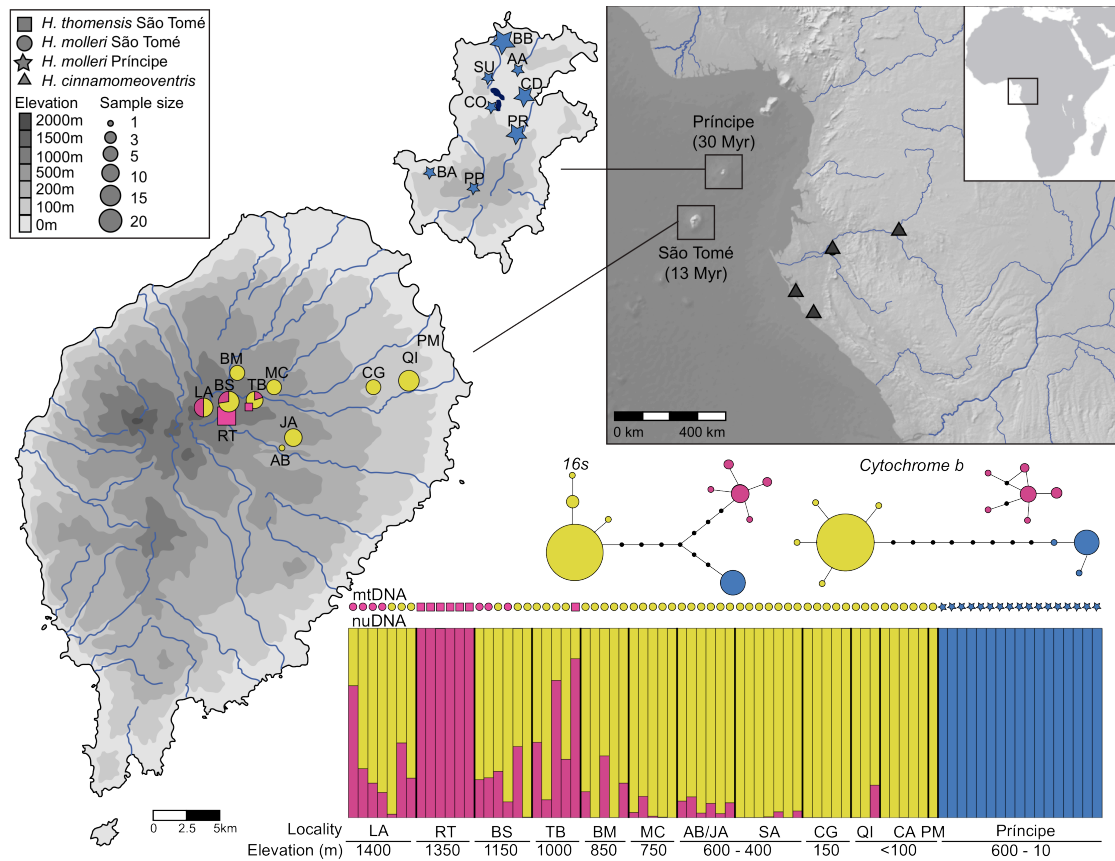 H. thomensis São Tomé
H. molleri São Tomé
H. molleri Príncipe
H. cinnamomeoventris
Elevation Sample size
2000m
1500m
1000m
500m
200m
100m
0m
1
3
5
10
15
20
BB
AA
SU
CD
CO
PR
BA
PP
Príncipe
(30 Myr)
São Tomé
(13 Myr)
0 km 400 km
PM
QI
CG
BM
MC
BS
TB
LA
RT
JA
AB
0 2.5 5km
16s
Cytochrome b
mtDNA
nuDNA
Locality LA RT BS TB BM MC AB/JA SA CG QI CA PM Príncipe
Elevation (m) 1400 1350 1150 1000 850 750 600 - 400 150 <100 600 - 10